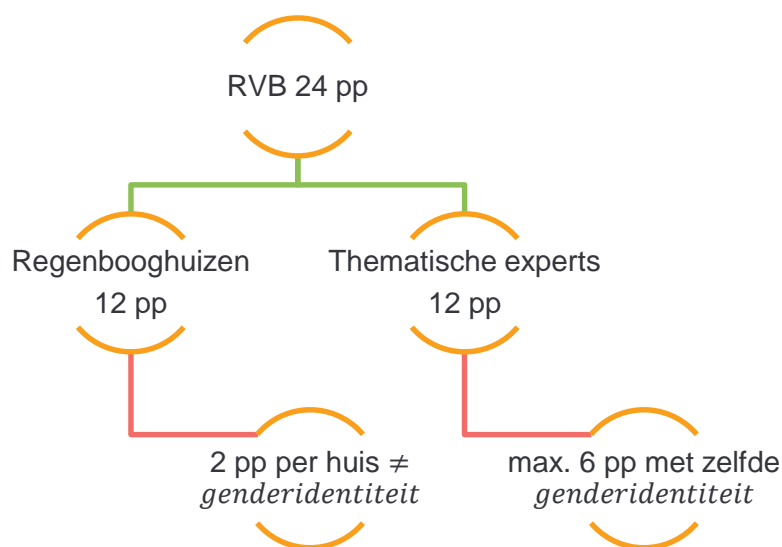 RVB 24 pp
Regenbooghuizen
12 pp
Thematische experts
12 pp
2 pp per huis ≠
genderidentiteit
max. 6 pp met zelfde
genderidentiteit